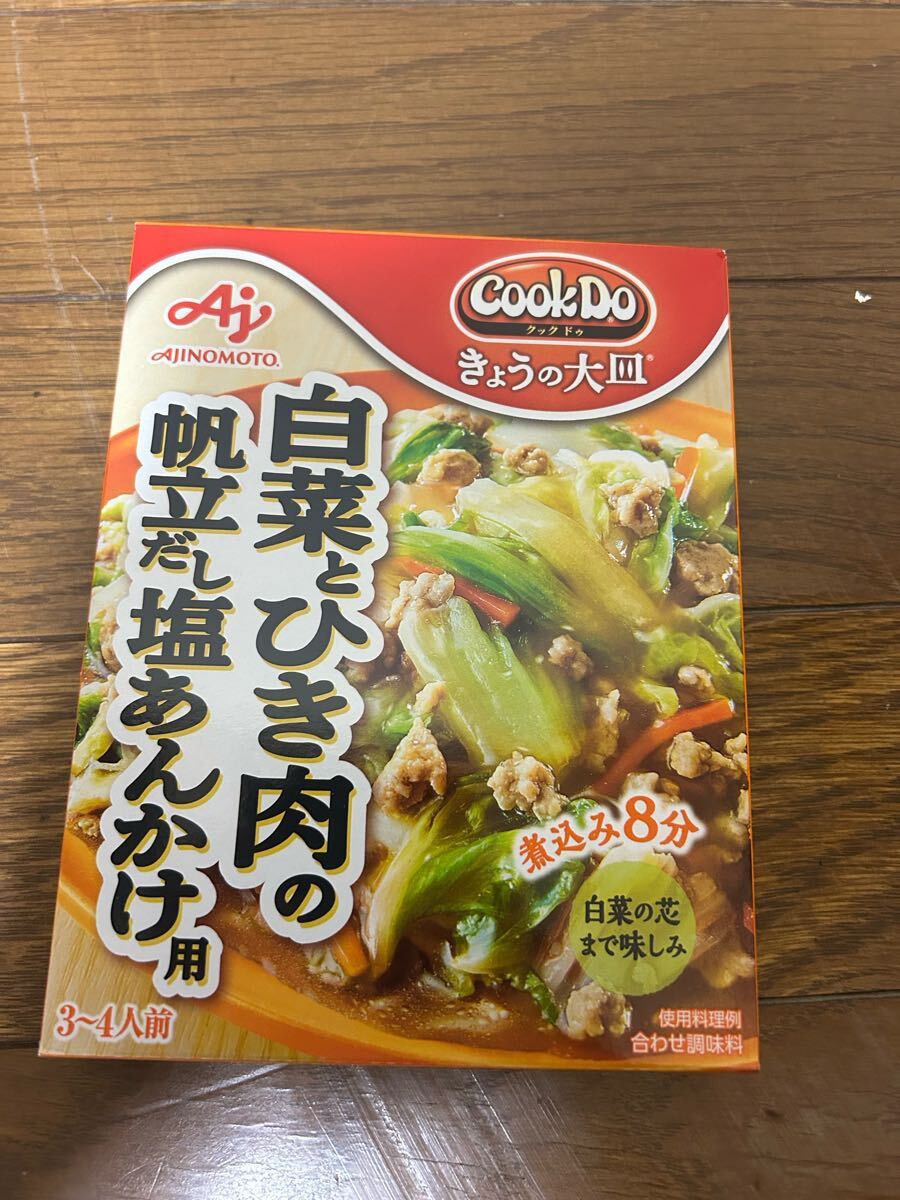 Aj
AJINOMOTO®
CookDo®
クックドゥ
きょうの大皿®
白菜とひき肉の
帆立だし塩あんかけ用
煮込み8分
白菜の芯
まで味しみ
3~4人前
使用料理例
合わせ調味料